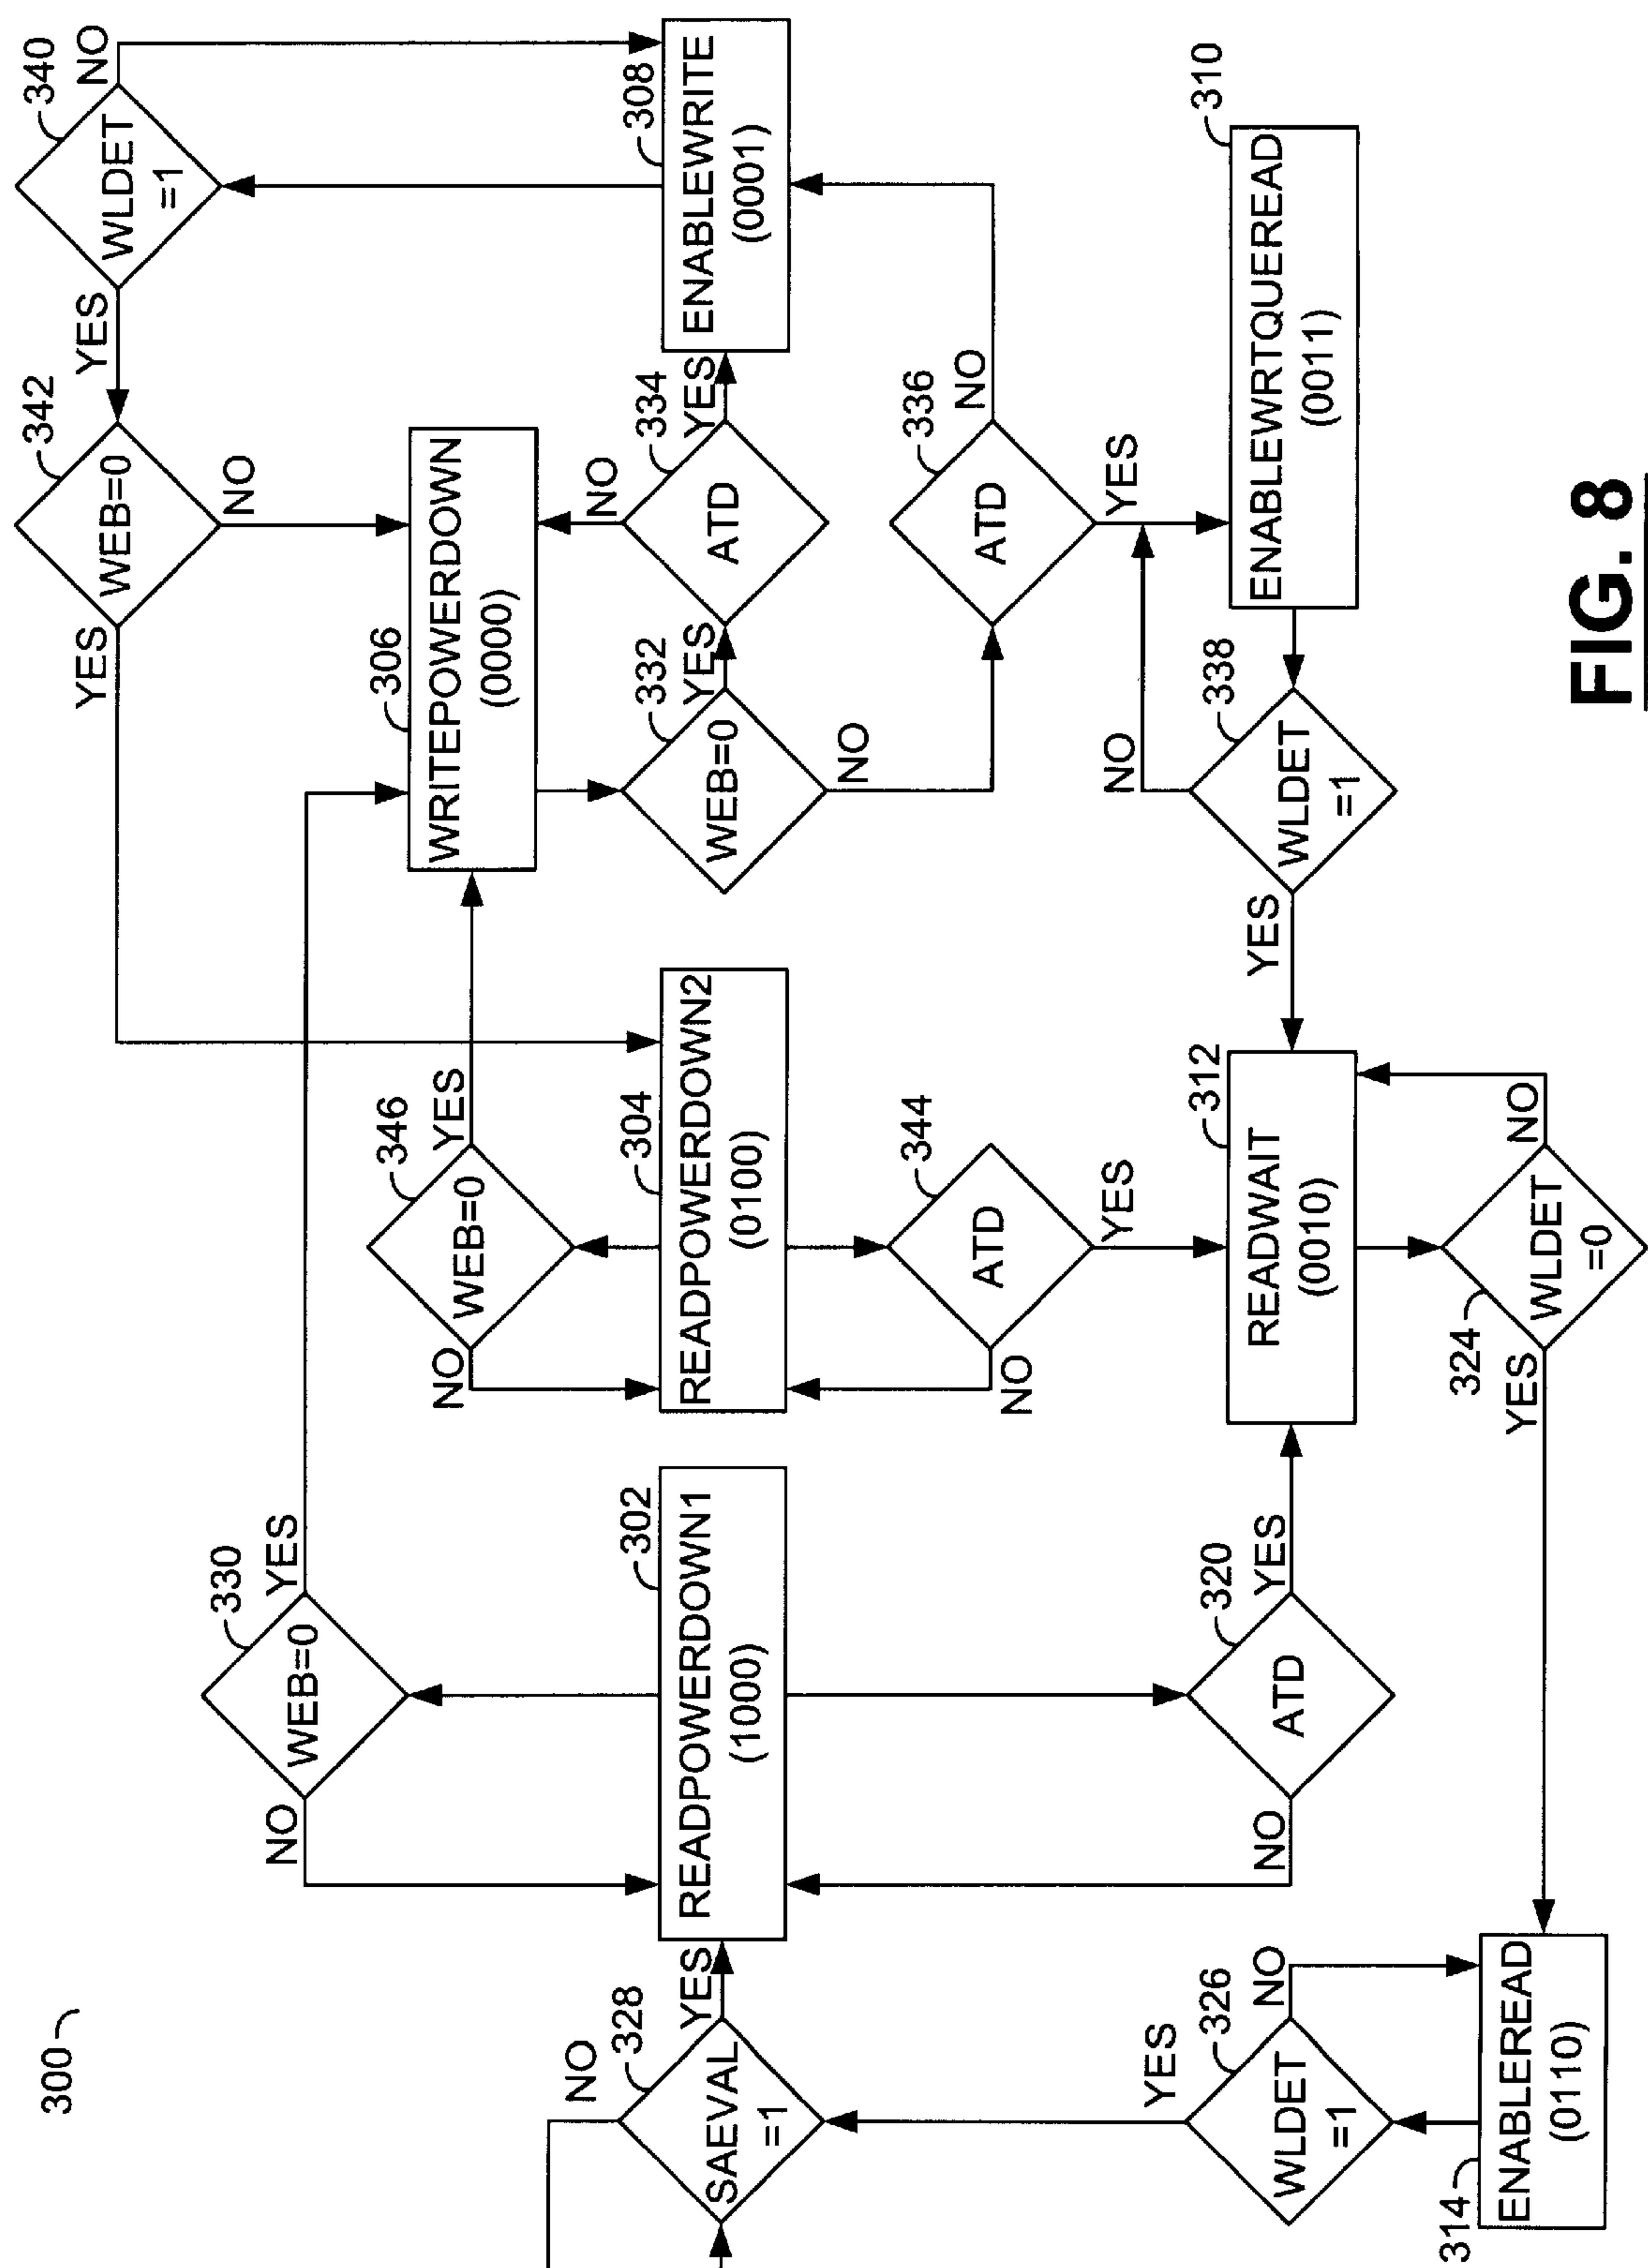 300
340
WLDET
=1
NO
YES
342
WEB=0
YES
NO
330
WEB=0
YES
NO
346
WEB=0
YES
NO
306
WRITEPOWERDOWN
(0000)
308
ENABLEWRITE
(0001)
332
WEB=0
YES
NO
334
ATD
YES
NO
304
READPOWERDOWN2
(0100)
302
READPOWERDOWN1
(1000)
328
SAEVAL
=1
YES
NO
336
ATD
NO
YES
344
ATD
YES
NO
320
ATD
YES
NO
310
ENABLEWRTQUEREAD
(0011)
338
WLDET
=1
NO
YES
312
READWAIT
(0010)
324
WLDET
=0
NO
YES
326
WLDET
=1
YES
NO
314
ENABLEREAD
(0110)
FIG. 8